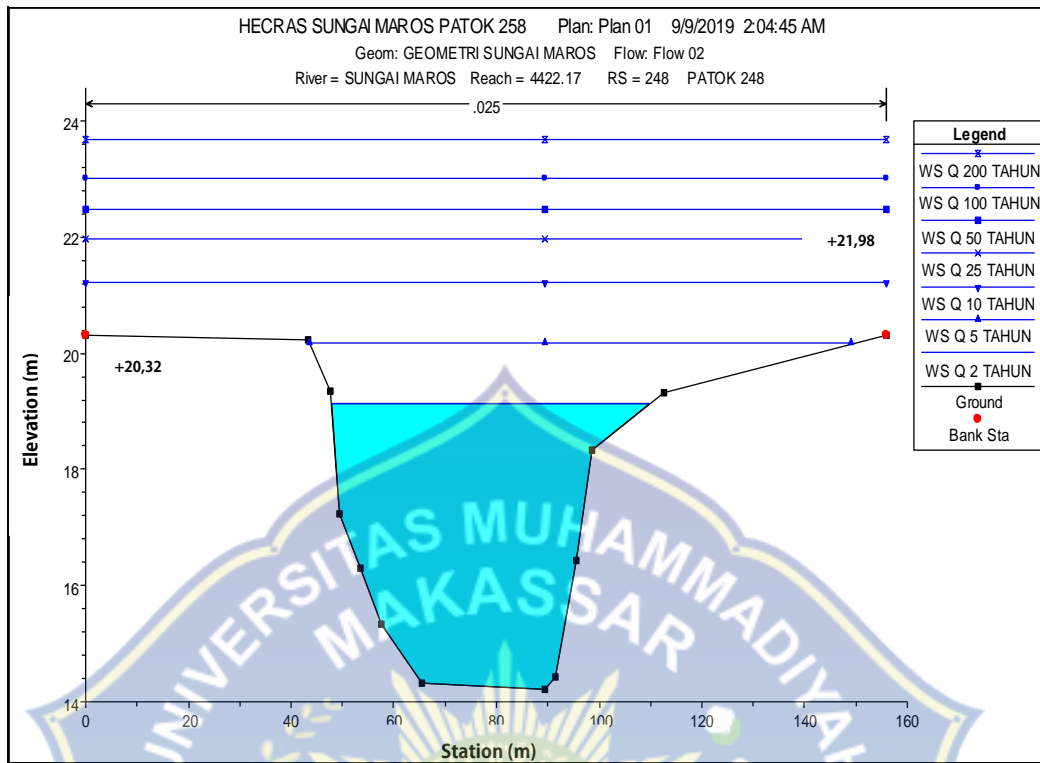 HECRAS SUNGAI MAROS PATOK 258 Plan: Plan 01 9/9/2019 2:04:45 AM
Geom: GEOMETRI SUNGAI MAROS Flow: Flow 02
River = SUNGAI MAROS Reach = 4422.17 RS = 248 PATOK 248
.025
24
22
20
18
16
14
Elevation (m)
+21,98
+20,32
0
40
60
80
100
120
140
160
Station (m)
Legend
WS Q 200 TAHUN
WS Q 100 TAHUN
WS Q 50 TAHUN
WS Q 25 TAHUN
WS Q 10 TAHUN
WS Q 5 TAHUN
WS Q 2 TAHUN
Ground
Bank Sta
UNIVERSITAS MUHAMMADIYAH
MAKASSAR